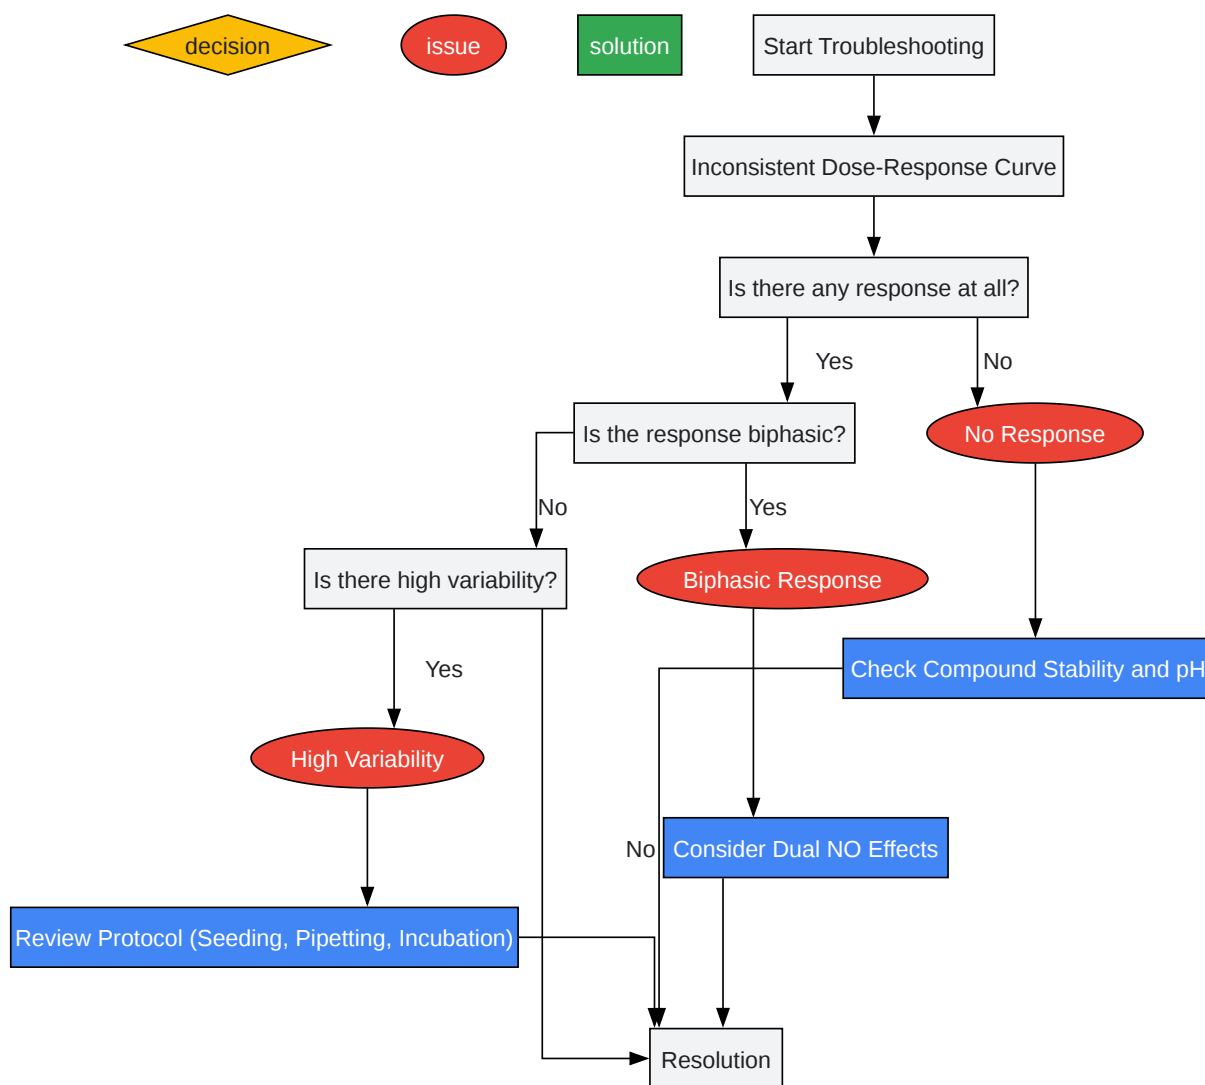 decision
issue
solution
Start Troubleshooting
Inconsistent Dose-Response Curve
Is there any response at all?
Yes
No
Is the response biphasic?
No Response
No
Yes
Is there high variability?
Biphasic Response
Yes
Check Compound Stability and pH
High Variability
No
Consider Dual NO Effects
Review Protocol (Seeding, Pipetting, Incubation)
Resolution